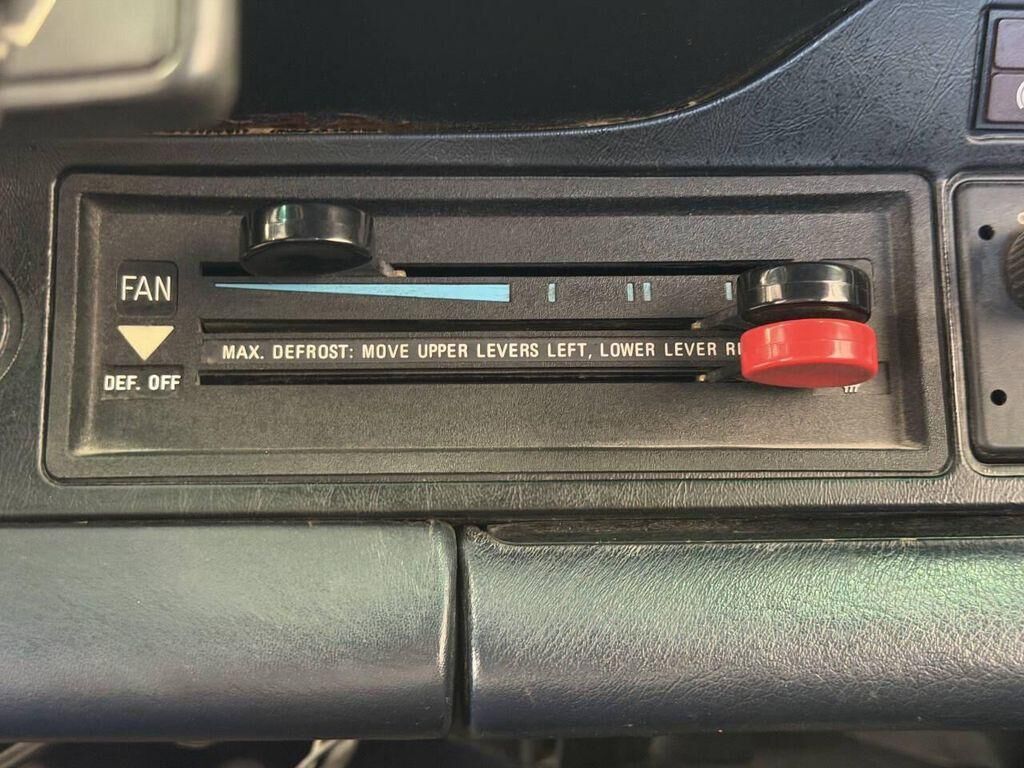 FAN
MAX. DEFROST: MOVE UPPER LEVERS LEFT, LOWER LEVER
DEF. OFF